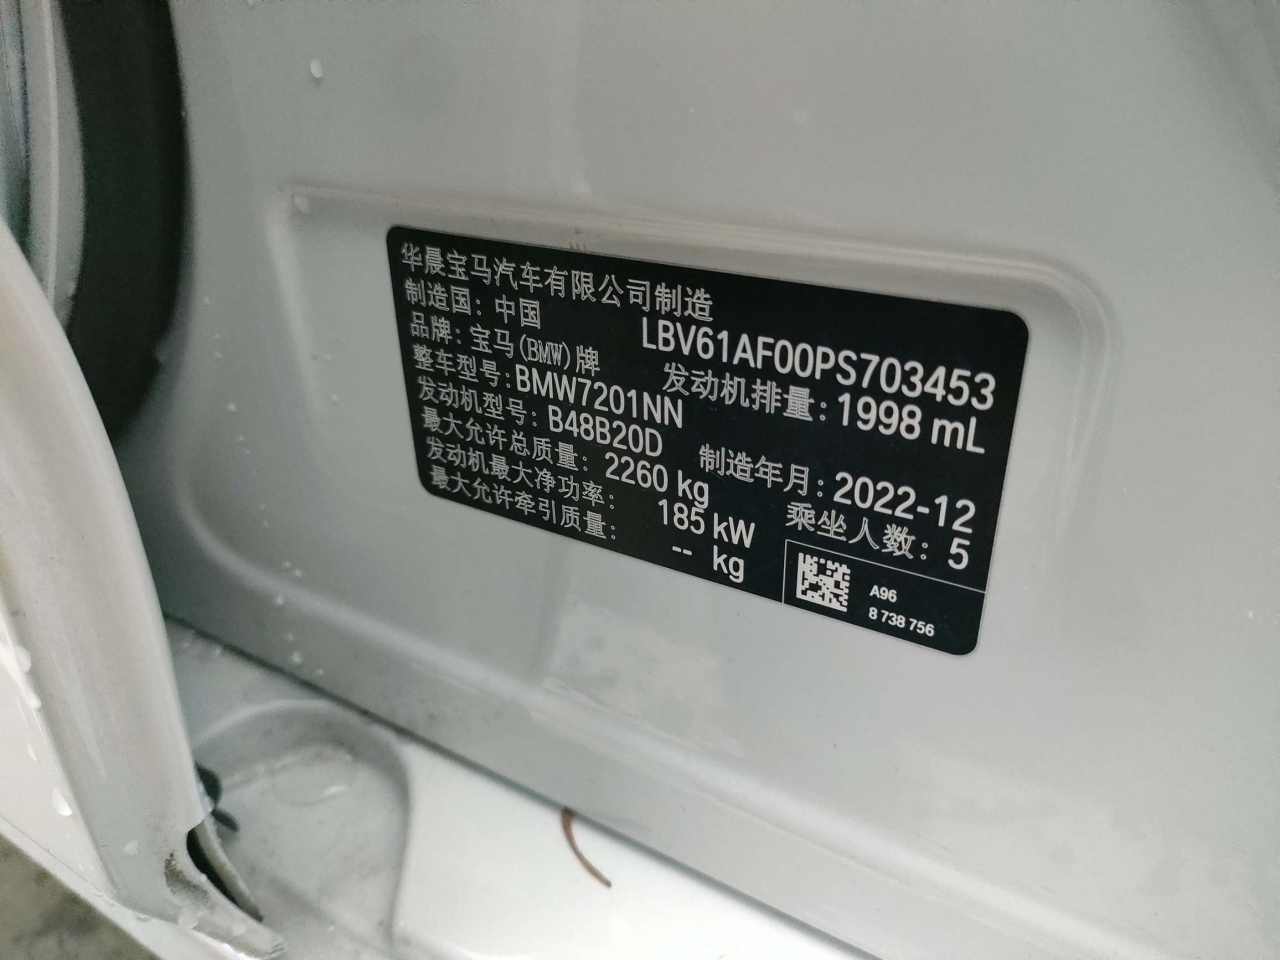 华晨宝马汽车有限公司制造
制造国：中国 LBV61AF00PS703453
品牌：宝马(BMW)牌 发动机排量：1998 mL
整车型号：BMW7201NN
发动机型号：B48B20D 制造年月：2022-12
最大允许总质量：2260 kg 乘坐人数：5
发动机最大净功率：185 kW
最大允许牵引质量：-- kg
A96
8 738 756